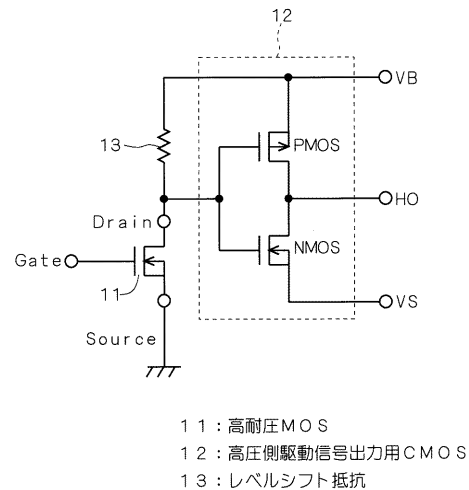 12
VB
13
PMOS
HO
Drain
NMOS
Gate
11
VS
Source
11：高耐圧MOS
12：高圧側駆動信号出力用CMOS
13：レベルシフト抵抗